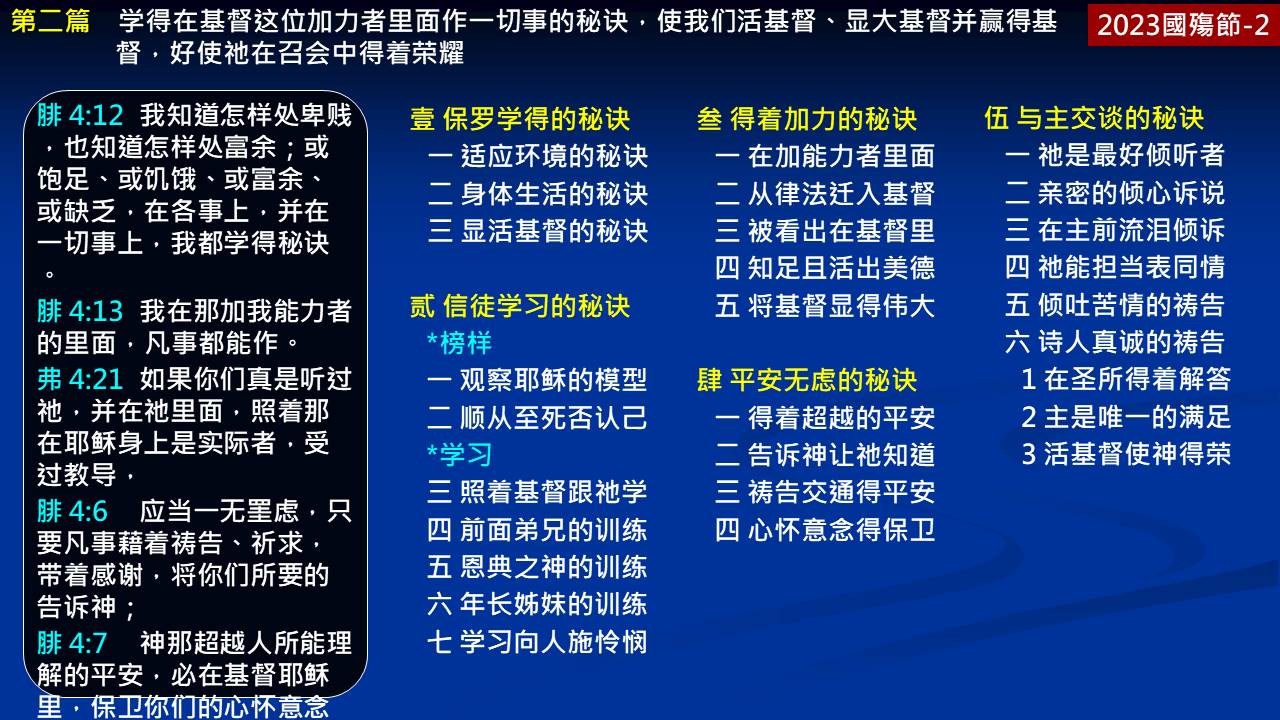 第二篇 学得在基督这位加力者里面作一切事的秘诀，使我们活基督、显大基督并赢得基
督，好使祂在召会中得着荣耀
2023國殤節-2
腓 4:12 我知道怎样处卑贱
，也知道怎样处富余；或
饱足、或饥饿、或富余、
或缺乏，在各事上，并在
一切事上，我都学得秘诀
。
腓 4:13 我在那加我能力者
的里面，凡事都能作。
弗 4:21 如果你们真是听过
祂，并在祂里面，照着那
在耶稣身上是实际者，受
过教导，
腓 4:6 应当一无罣虑，只
要凡事藉着祷告、祈求，
带着感谢，将你们所要的
告诉神；
腓 4:7 神那超越人所能理
解的平安，必在基督耶稣
里，保卫你们的心怀意念
壹 保罗学得的秘诀
一 适应环境的秘诀
二 身体生活的秘诀
三 显活基督的秘诀
贰 信徒学习的秘诀
*榜样
一 观察耶稣的模型
二 顺从至死否认己
*学习
三 照着基督跟祂学
四 前面弟兄的训练
五 恩典之神的训练
六 年长姊妹的训练
七 学习向人施怜悯
叁 得着加力的秘诀
一 在加能力者里面
二 从律法迁入基督
三 被看出在基督里
四 知足且活出美德
五 将基督显得伟大
肆 平安无虑的秘诀
一 得着超越的平安
二 告诉神让祂知道
三 祷告交通得平安
四 心怀意念得保卫
伍 与主交谈的秘诀
一 祂是最好倾听者
二 亲密的倾心诉说
三 在主前流泪倾诉
四 祂能担当表同情
五 倾吐苦情的祷告
六 诗人真诚的祷告
1 在圣所得着解答
2 主是唯一的满足
3 活基督使神得荣